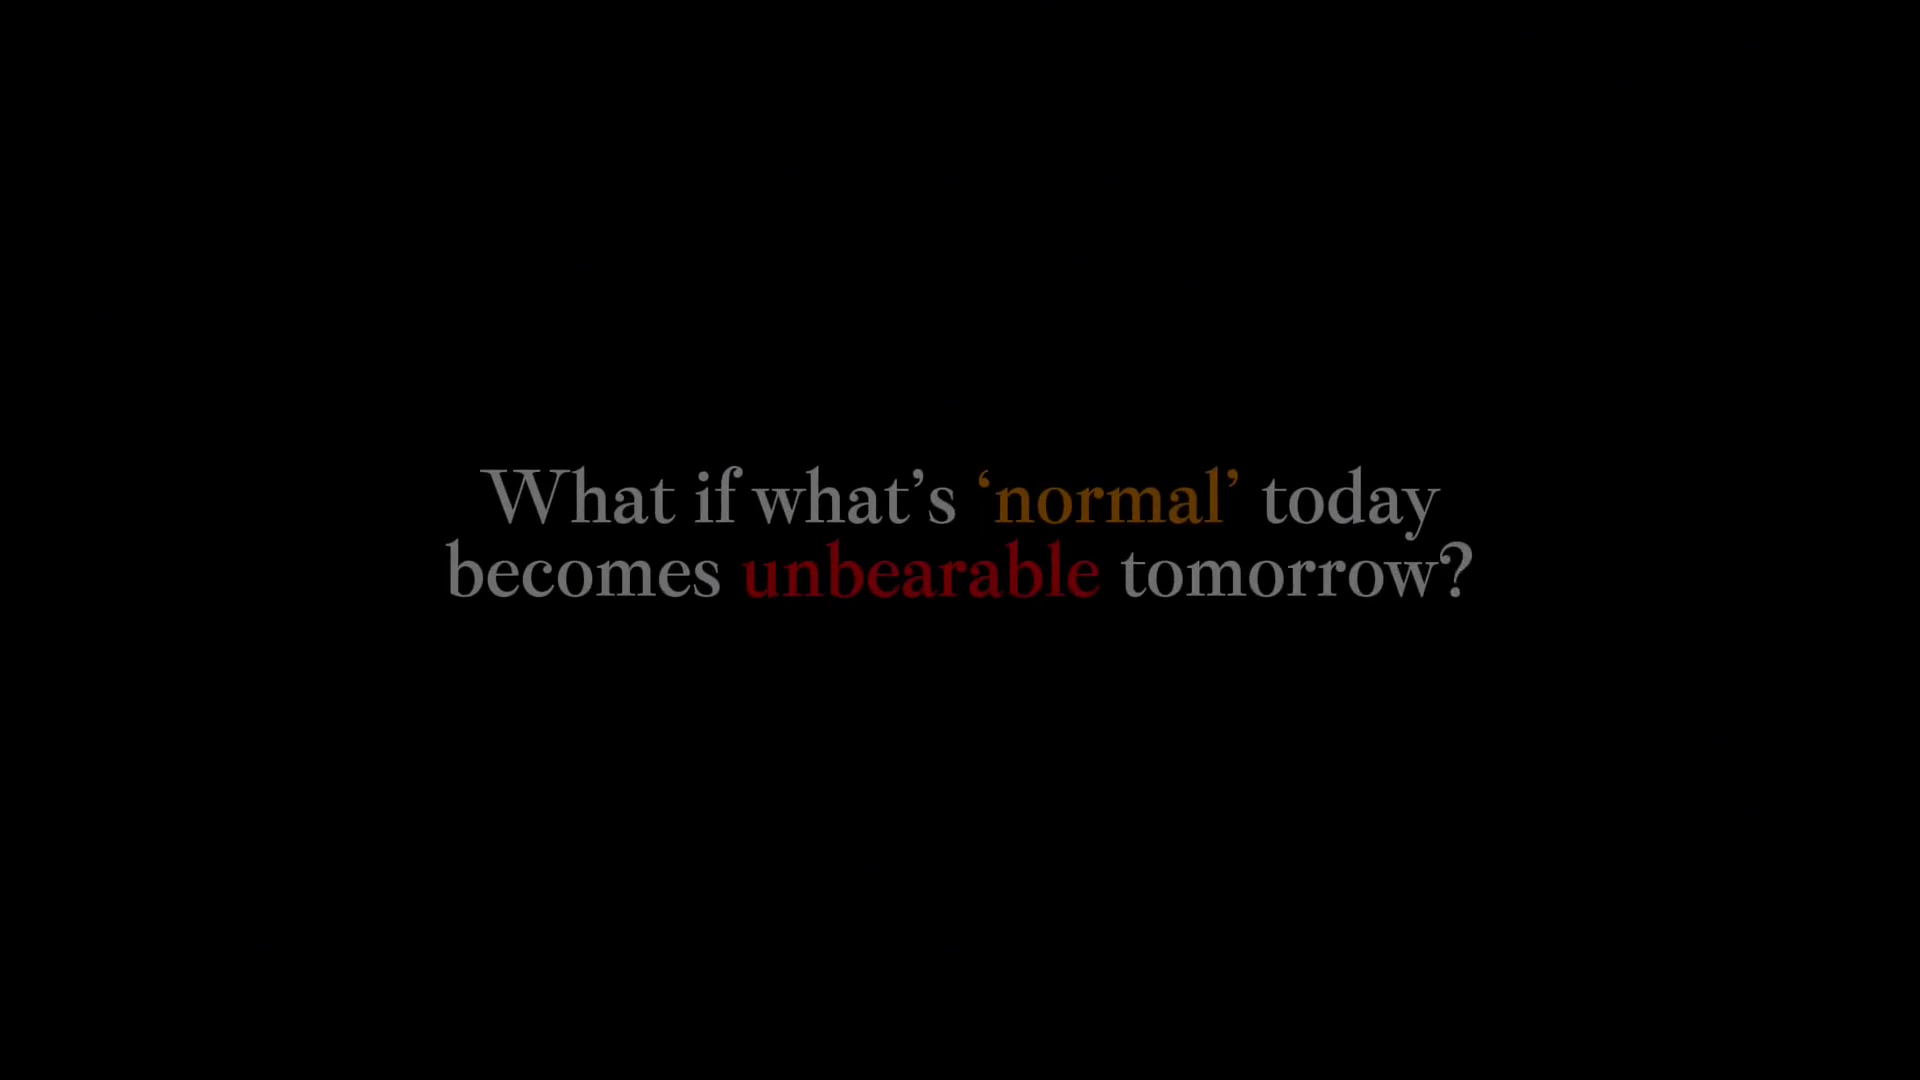 What if what’s ‘normal’ today
becomes unbearable tomorrow?